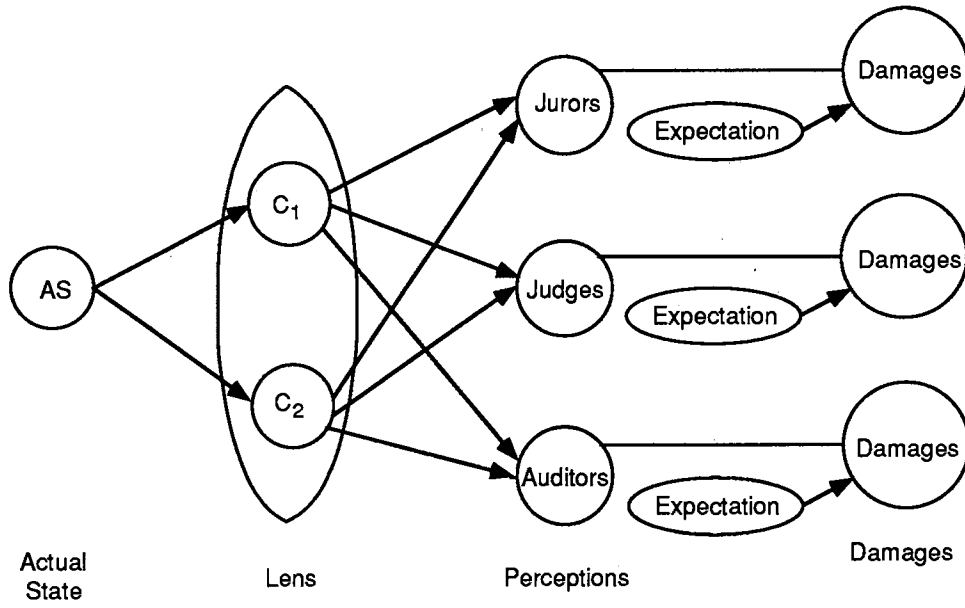 Damages
Jurors
Expectation
C1
Damages
AS
Judges
Expectation
C2
Damages
Auditors
Expectation
Actual
State
Lens
Perceptions
Damages